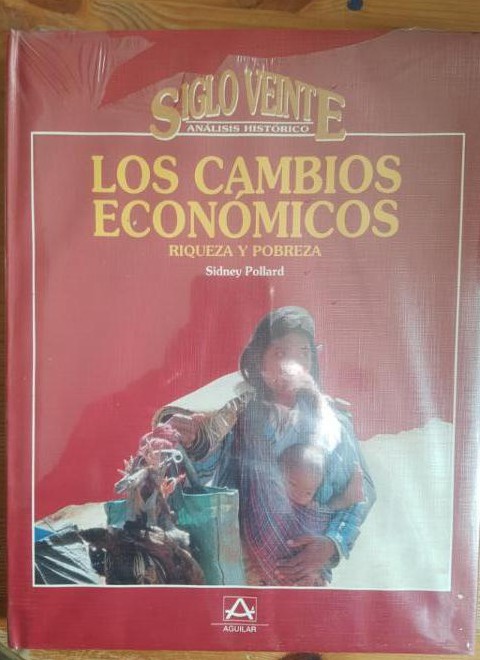 SIGLO VEINTE
ANÁLISIS HISTÓRICO
LOS CAMBIOS
ECONÓMICOS
RIQUEZA Y POBREZA
Sidney Pollard
AGUILAR